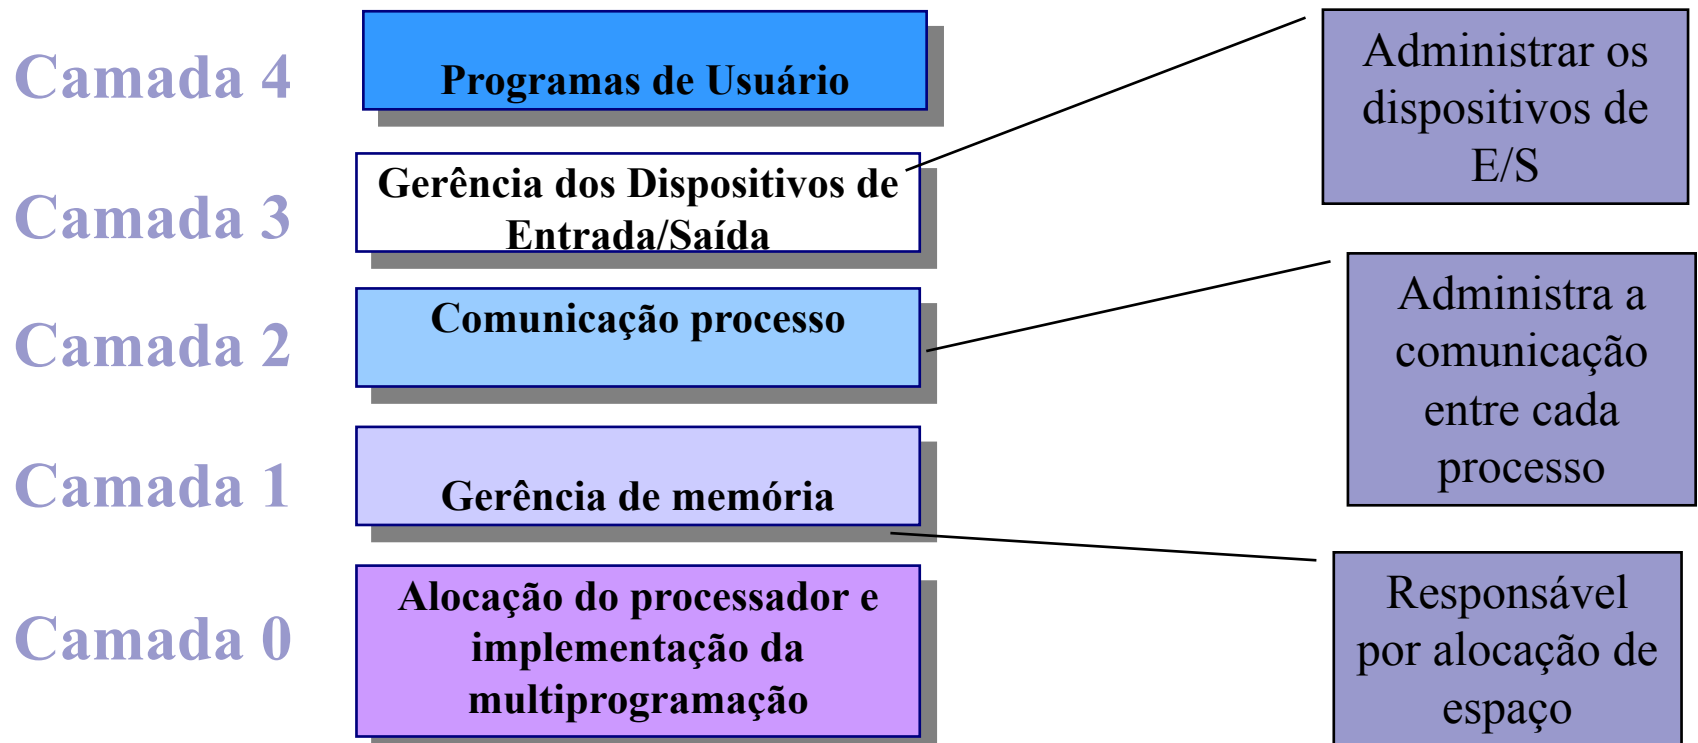 Camada 4
Programas de Usuário
Administrar os
dispositivos de
E/S
Camada 3
Gerência dos Dispositivos de
Entrada/Saída
Camada 2
Comunicação processo
Administra a
comunicação
entre cada
processo
Camada 1
Gerência de memória
Camada 0
Alocação do processador e
implementação da
multiprogramação
Responsável
por alocação de
espaço